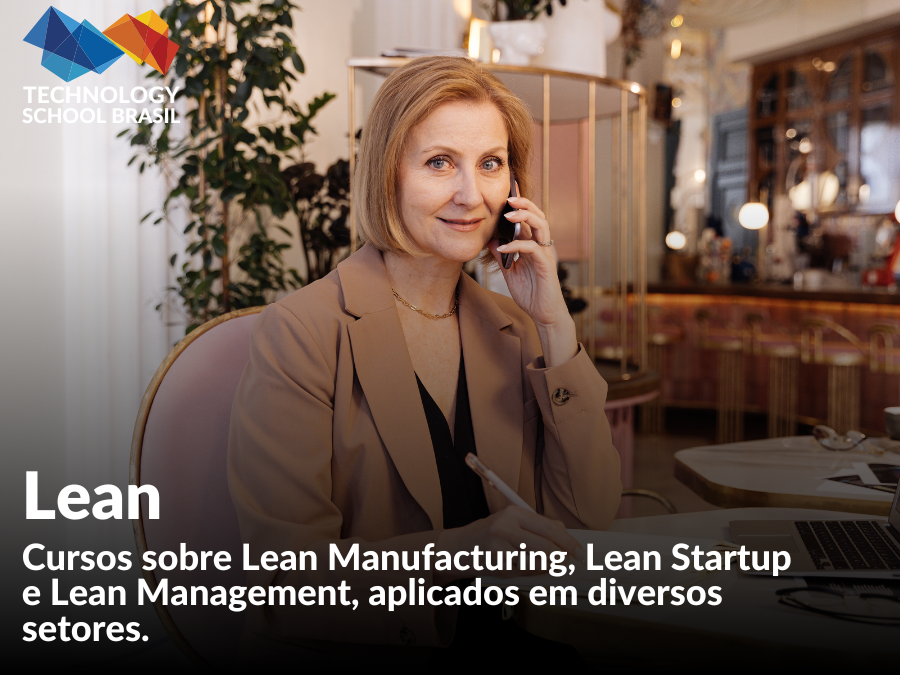 TECHNOLOGY
SCHOOL BRASIL
Lean
Cursos sobre Lean Manufacturing, Lean Startup
e Lean Management, aplicados em diversos
setores.